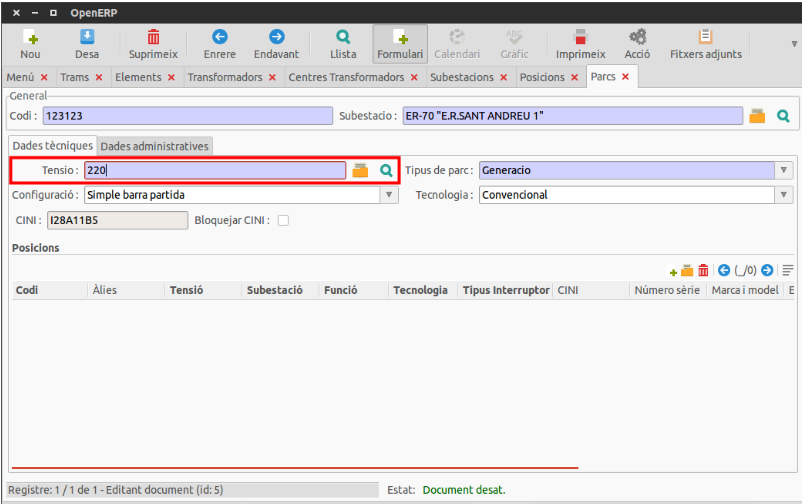 OpenERP
Nou Desa Suprimeix Enrere Endavant Llista Formulari Calendari Gràfic Imprimeix Acció Fitxers adjunts
Menú Trams Elements Transformadors Centres Transformadors Subestacions Posicions Parcs
General
Codi : 123123 Subestacio : ER-70 "E.R.SANT ANDREU 1"
Dades tècniques Dades administratives
Tensio : 220 Tipus de parc : Generacio
Configuració : Simple barra partida Tecnologia : Convencional
CINI : I28A11B5 Bloquejar CINI :
Posicions
(_/0)
Codi Àlies Tensió Subestació Funció Tecnologia Tipus Interruptor CINI Número sèrie Marca i model E
Registre: 1 / 1 de 1 - Editant document (id: 5) Estat: Document desat.